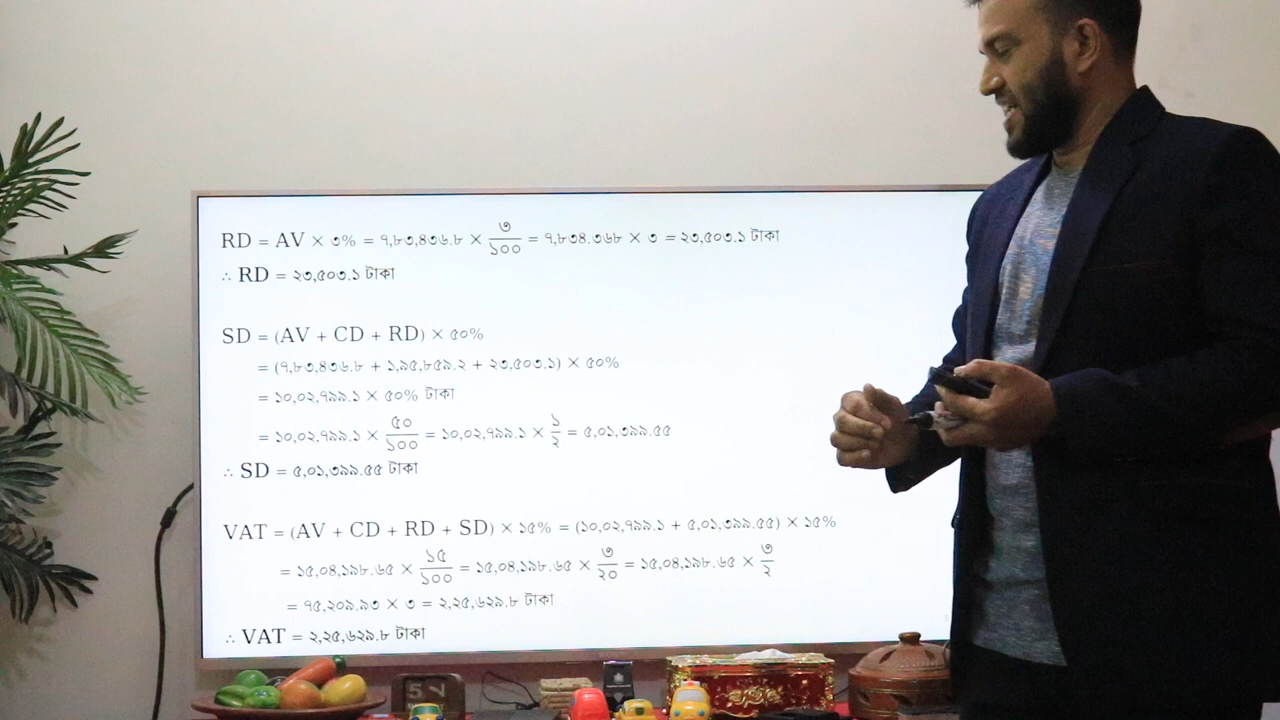 RD = AV × ৩% = ৭,৮৩,৪৩৬.৮ × ৩/১০০ = ৭,৮৩৪.৩৬৮ × ৩ = ২৩,৫০৩.১ টাকা
∴ RD = ২৩,৫০৩.১ টাকা
SD = (AV + CD + RD) × ৫০%
= (৭,৮৩,৪৩৬.৮ + ১,৯৫,৮৫৯.২ + ২৩,৫০৩.১) × ৫০%
= ১০,০২,৭৯৯.১ × ৫০% টাকা
= ১০,০২,৭৯৯.১ × ৫০/১০০ = ১০,০২,৭৯৯.১ × ১/২ = ৫,০১,৩৯৯.৫৫
∴ SD = ৫,০১,৩৯৯.৫৫ টাকা
VAT = (AV + CD + RD + SD) × ১৫% = (১০,০২,৭৯৯.১ + ৫,০১,৩৯৯.৫৫) × ১৫%
= ১৫,০৪,১৯৮.৬৫ × ১৫/১০০ = ১৫,০৪,১৯৮.৬৫ × ৩/২০ = ১৫,০৪,১৯৮.৬৫ × ৩/২
= ৭৫,২০৯.৯৩ × ৩ = ২,২৫,৬২৯.৮ টাকা
∴ VAT = ২,২৫,৬২৯.৮ টাকা